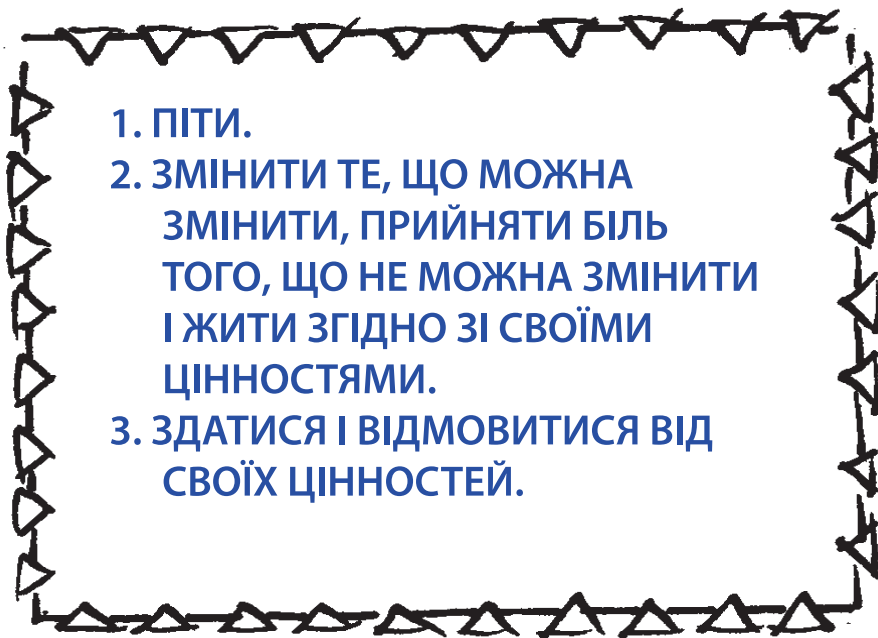 1. ПІТИ.
2. ЗМІНИТИ ТЕ, ЩО МОЖНА
ЗМІНИТИ, ПРИЙНЯТИ БІЛЬ
ТОГО, ЩО НЕ МОЖНА ЗМІНИТИ
І ЖИТИ ЗГІДНО ЗІ СВОЇМИ
ЦІННОСТЯМИ.
3. ЗДАТИСЯ І ВІДМОВИТИСЯ ВІД
СВОЇХ ЦІННОСТЕЙ.